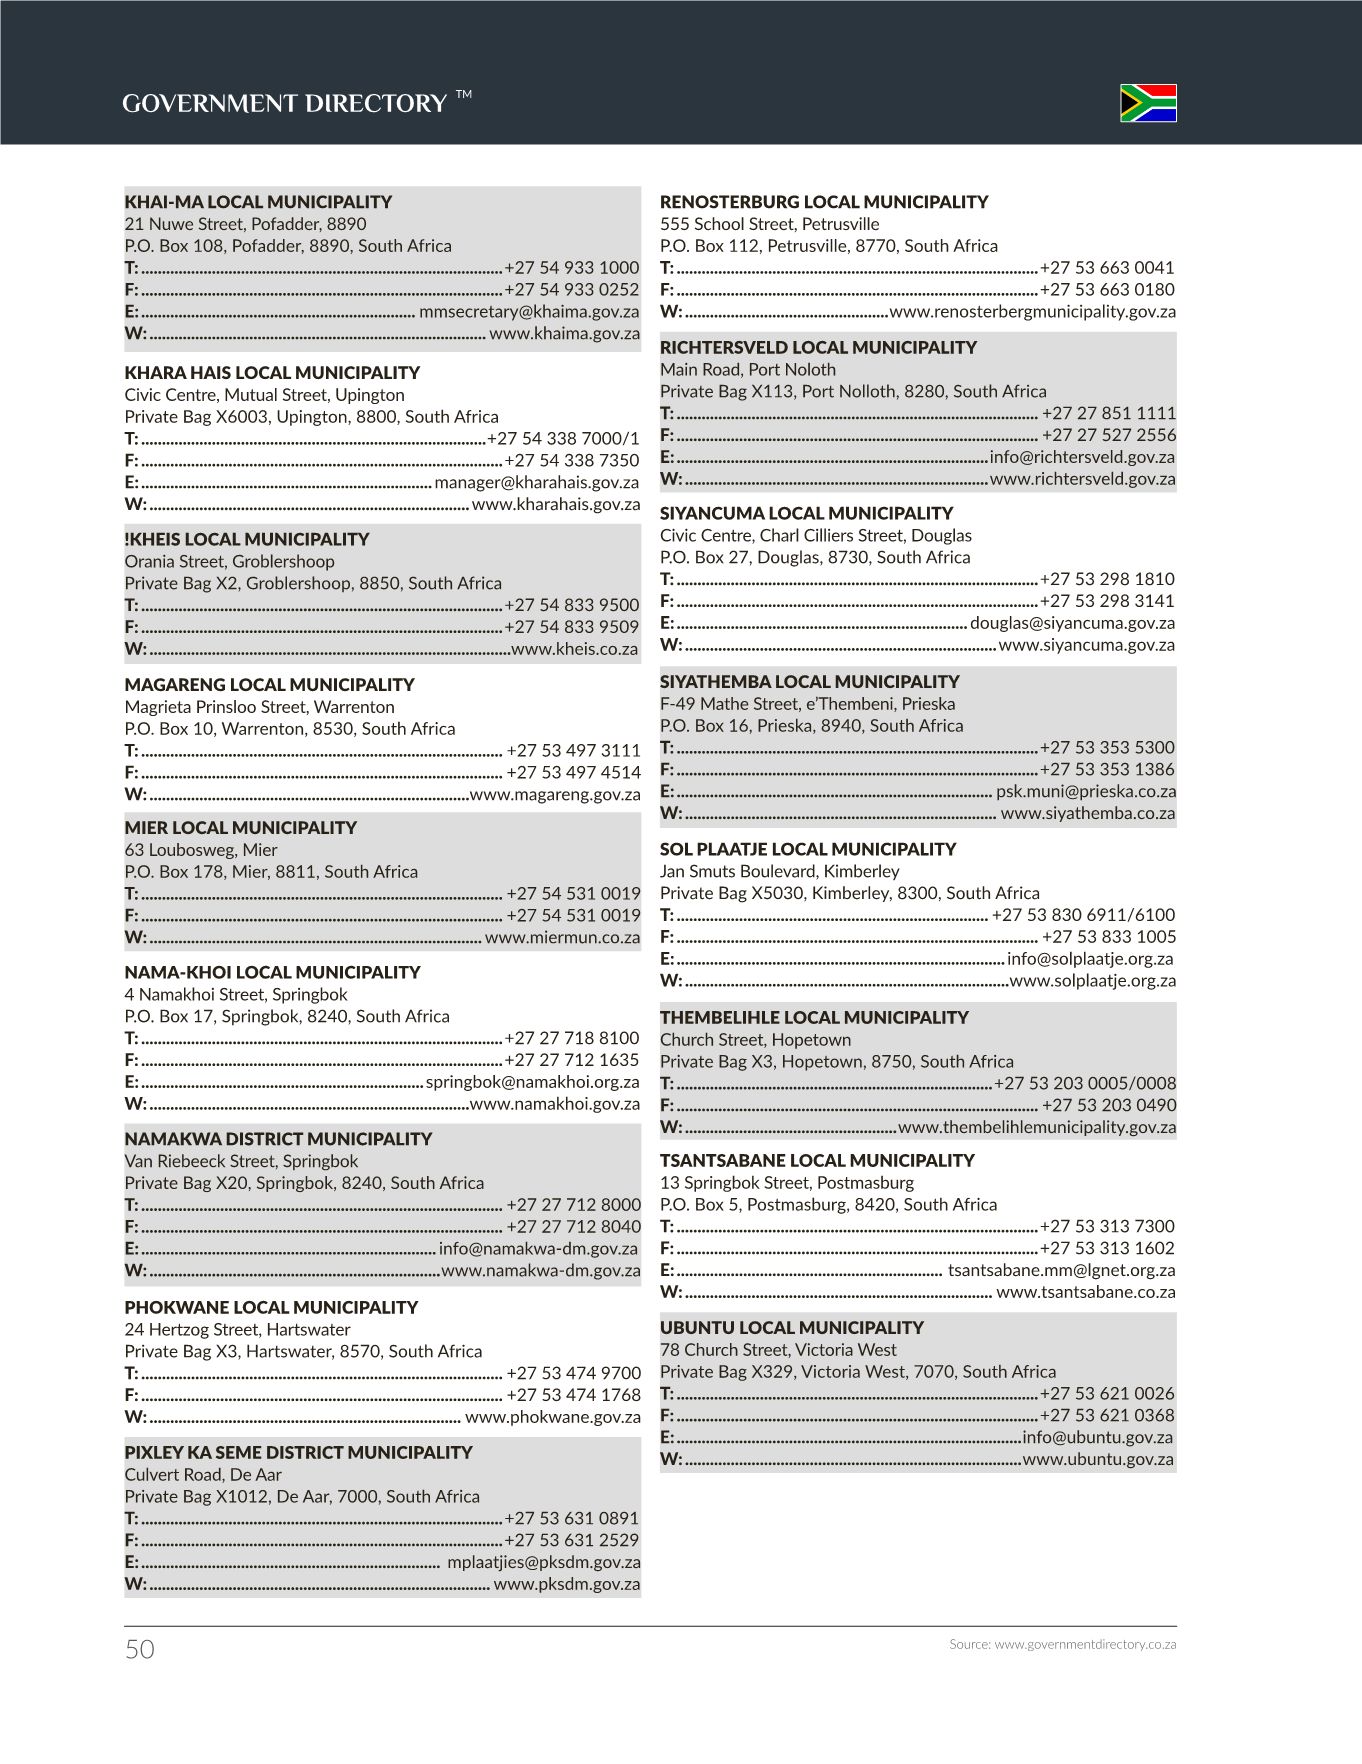 GOVERNMENT DIRECTORY ™
KHAI-MA LOCAL MUNICIPALITY
21 Nuwe Street, Pofadder, 8890
P.O. Box 108, Pofadder, 8890, South Africa
T: +27 54 933 1000
F: +27 54 933 0252
E: mmsecretary@khaima.gov.za
W: www.khaima.gov.za
KHARA HAIS LOCAL MUNICIPALITY
Civic Centre, Mutual Street, Upington
Private Bag X6003, Upington, 8800, South Africa
T: +27 54 338 7000/1
F: +27 54 338 7350
E: manager@kharahais.gov.za
W: www.kharahais.gov.za
!KHEIS LOCAL MUNICIPALITY
Orania Street, Groblershoop
Private Bag X2, Groblershoop, 8850, South Africa
T: +27 54 833 9500
F: +27 54 833 9509
W: www.kheis.co.za
MAGARENG LOCAL MUNICIPALITY
Magrieta Prinsloo Street, Warrenton
P.O. Box 10, Warrenton, 8530, South Africa
T: +27 53 497 3111
F: +27 53 497 4514
W: www.magareng.gov.za
MIER LOCAL MUNICIPALITY
63 Loubosweg, Mier
P.O. Box 178, Mier, 8811, South Africa
T: +27 54 531 0019
F: +27 54 531 0019
W: www.miermun.co.za
NAMA-KHOI LOCAL MUNICIPALITY
4 Namakhoi Street, Springbok
P.O. Box 17, Springbok, 8240, South Africa
T: +27 27 718 8100
F: +27 27 712 1635
E: springbok@namakhoi.org.za
W: www.namakhoi.gov.za
NAMAKWA DISTRICT MUNICIPALITY
Van Riebeeck Street, Springbok
Private Bag X20, Springbok, 8240, South Africa
T: +27 27 712 8000
F: +27 27 712 8040
E: info@namakwa-dm.gov.za
W: www.namakwa-dm.gov.za
PHOKWANE LOCAL MUNICIPALITY
24 Hertzog Street, Hartswater
Private Bag X3, Hartswater, 8570, South Africa
T: +27 53 474 9700
F: +27 53 474 1768
W: www.phokwane.gov.za
PIXLEY KA SEME DISTRICT MUNICIPALITY
Culvert Road, De Aar
Private Bag X1012, De Aar, 7000, South Africa
T: +27 53 631 0891
F: +27 53 631 2529
E: mplaatjies@pksdm.gov.za
W: www.pksdm.gov.za
RENOSTERBURG LOCAL MUNICIPALITY
555 School Street, Petrusville
P.O. Box 112, Petrusville, 8770, South Africa
T: +27 53 663 0041
F: +27 53 663 0180
W: www.renosterbergmunicipality.gov.za
RICHTERSVELD LOCAL MUNICIPALITY
Main Road, Port Noloth
Private Bag X113, Port Nolloth, 8280, South Africa
T: +27 27 851 1111
F: +27 27 527 2556
E: info@richtersveld.gov.za
W: www.richtersveld.gov.za
SIYANCUMA LOCAL MUNICIPALITY
Civic Centre, Charl Cilliers Street, Douglas
P.O. Box 27, Douglas, 8730, South Africa
T: +27 53 298 1810
F: +27 53 298 3141
E: douglas@siyancuma.gov.za
W: www.siyancuma.gov.za
SIYATHEMBA LOCAL MUNICIPALITY
F-49 Mathe Street, e’Thembeni, Prieska
P.O. Box 16, Prieska, 8940, South Africa
T: +27 53 353 5300
F: +27 53 353 1386
E: psk.muni@prieska.co.za
W: www.siyathemba.co.za
SOL PLAATJE LOCAL MUNICIPALITY
Jan Smuts Boulevard, Kimberley
Private Bag X5030, Kimberley, 8300, South Africa
T: +27 53 830 6911/6100
F: +27 53 833 1005
E: info@solplaatje.org.za
W: www.solplaatje.org.za
THEMBELIHLE LOCAL MUNICIPALITY
Church Street, Hopetown
Private Bag X3, Hopetown, 8750, South Africa
T: +27 53 203 0005/0008
F: +27 53 203 0490
W: www.thembelihlemunicipality.gov.za
TSANTSABANE LOCAL MUNICIPALITY
13 Springbok Street, Postmasburg
P.O. Box 5, Postmasburg, 8420, South Africa
T: +27 53 313 7300
F: +27 53 313 1602
E: tsantsabane.mm@lgnet.org.za
W: www.tsantsabane.co.za
UBUNTU LOCAL MUNICIPALITY
78 Church Street, Victoria West
Private Bag X329, Victoria West, 7070, South Africa
T: +27 53 621 0026
F: +27 53 621 0368
E: info@ubuntu.gov.za
W: www.ubuntu.gov.za
50
Source: www.governmentdirectory.co.za